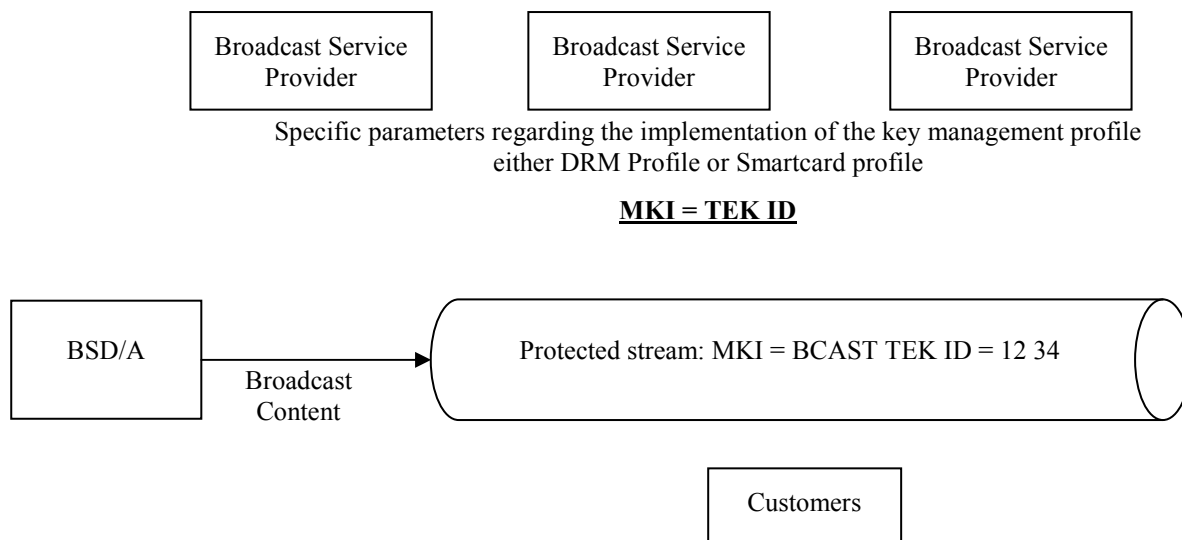 Broadcast Service
Provider
Broadcast Service
Provider
Broadcast Service
Provider
Specific parameters regarding the implementation of the key management profile
either DRM Profile or Smartcard profile
MKI = TEK ID
BSD/A
Broadcast
Content
Protected stream: MKI = BCAST TEK ID = 12 34
Customers